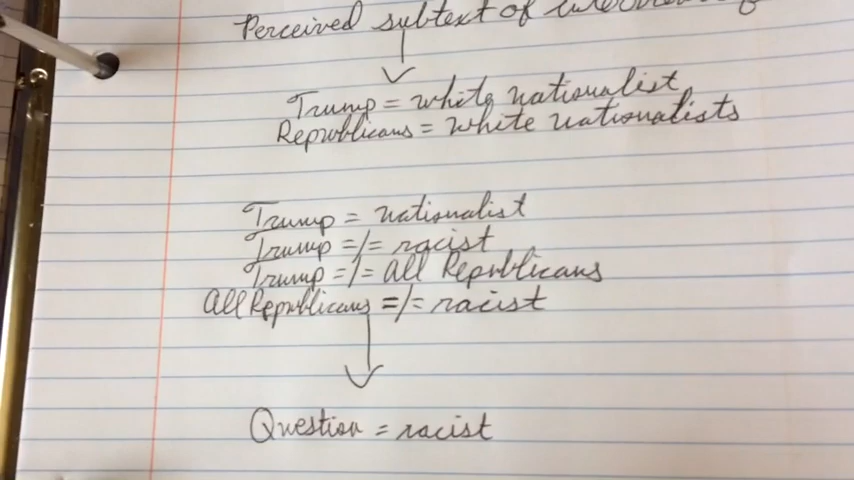 Perceived subtext of
Trump = white nationalist
Republicans = white nationalists
Trump = nationalist
Trump =/= racist
Trump =/= All Republicans
All Republicans =/= racist
Question = racist